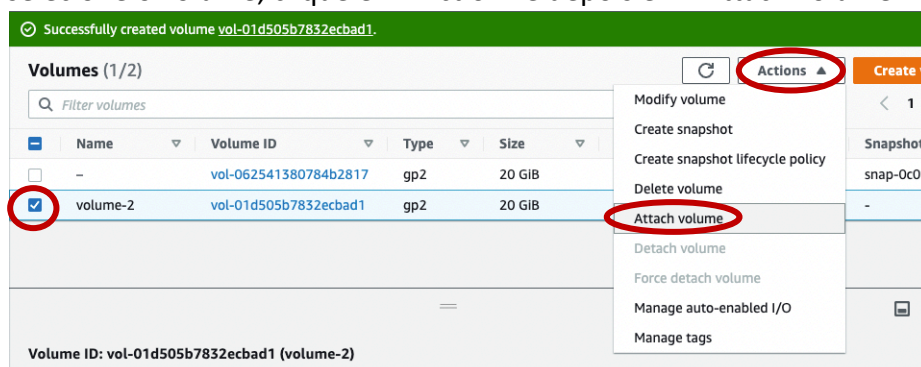 Successfully created volume vol-01d505b7832ecbad1.
Volumes (1/2)
Actions
Create
Filter volumes
1
Name Volume ID Type Size Snapshot
– vol-062541380784b2817 gp2 20 GiB snap-0c0
volume-2 vol-01d505b7832ecbad1 gp2 20 GiB -
Modify volume
Create snapshot
Create snapshot lifecycle policy
Delete volume
Attach volume
Detach volume
Force detach volume
Manage auto-enabled I/O
Manage tags
Volume ID: vol-01d505b7832ecbad1 (volume-2)